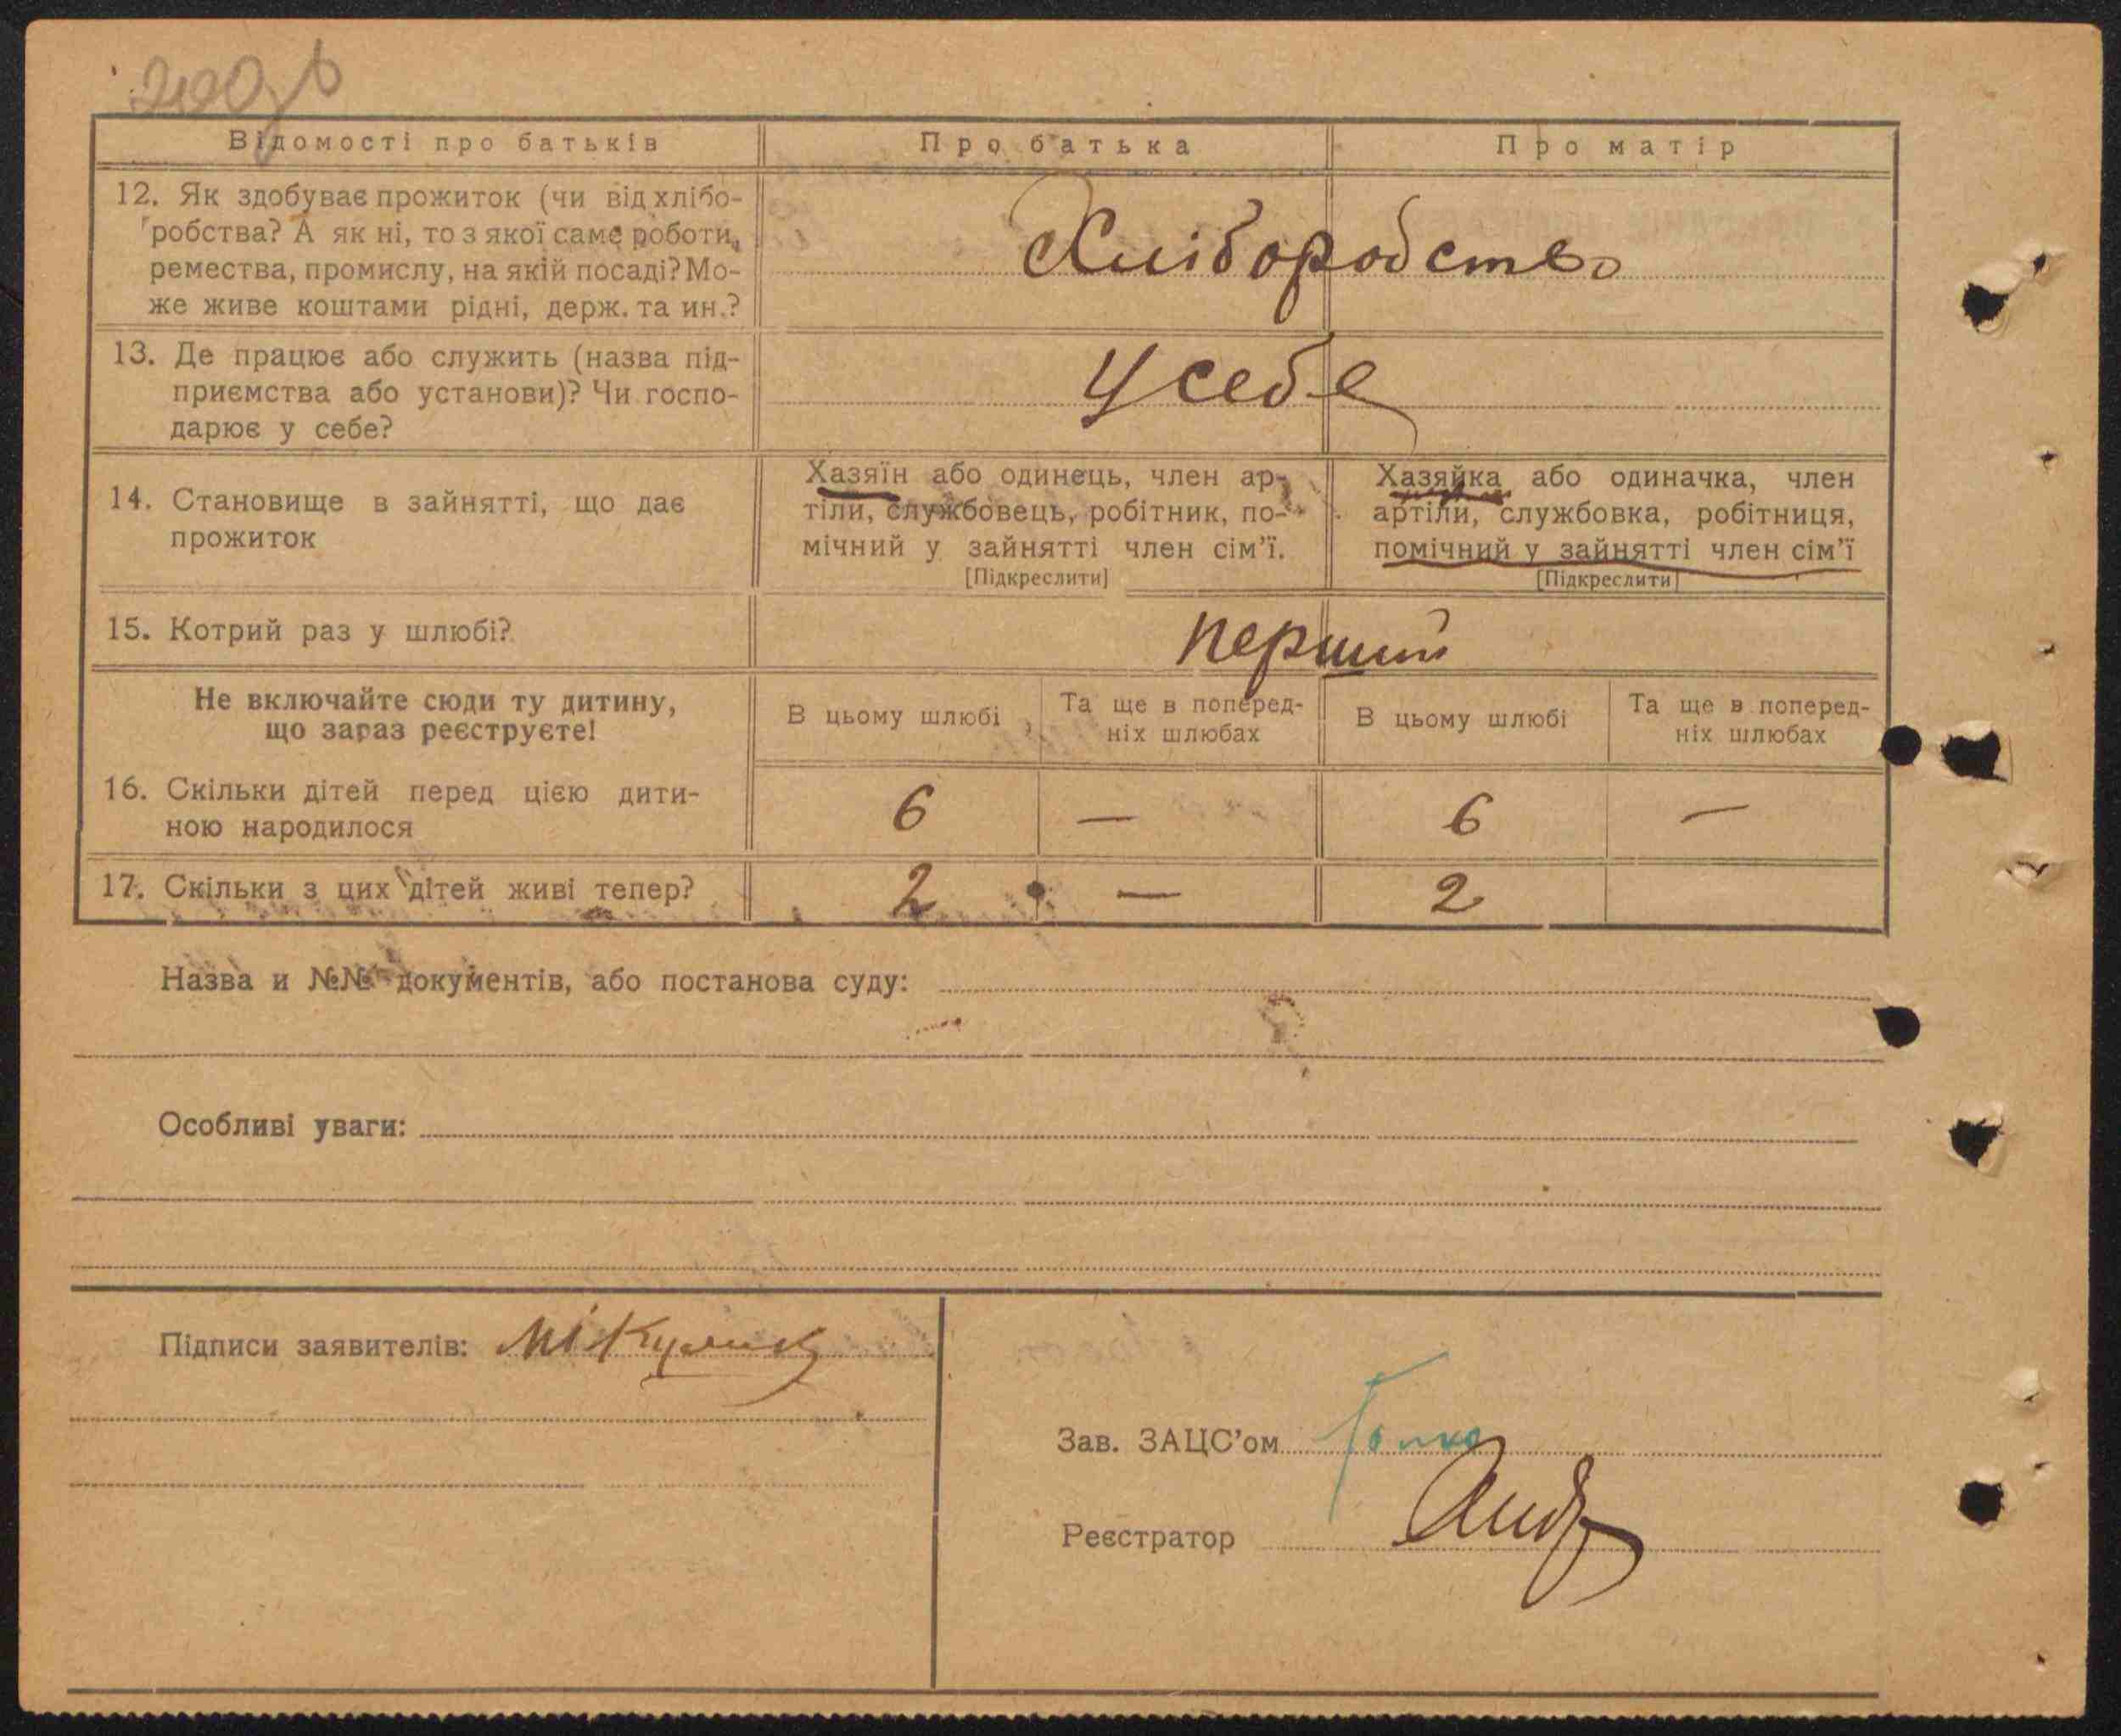 Відомості про батьків
Про батька
Про матір
12. Як здобуває прожиток (чи від хлібо-
робства? А як ні, то з якої саме роботи,
ремества, промислу, на якій посаді? Мо-
же живе коштами рідні, держ. та ин.?
Хлібородство
13. Де працює або служить (назва під-
приємства або установи)? Чи госпо-
дарює у себе?
У себе
14. Становище в зайнятті, що дає
прожиток
Хазяїн або одинець, член ар-
тіли, службовець, робітник, по-
мічний у зайнятті член сім'ї.
[Підкреслити]
Хазяйка або одиначка, член
артіли, службовка, робітниця,
помічний у зайнятті член сім'ї
[Підкреслити]
15. Котрий раз у шлюбі?
перший
Не включайте сюди ту дитину,
що зараз реєструєте!
В цьому шлюбі
Та ще в поперед-
ніх шлюбах
В цьому шлюбі
Та ще в поперед-
ніх шлюбах
16. Скільки дітей перед цією дити-
ною народилося
6 — 6 —
17. Скільки з цих дітей живі тепер?
2 — 2
Назва и №№ документів, або постанова суду:
Особливі уваги:
Підписи заявителів:
Зав. ЗАЦС'ом
Реєстратор